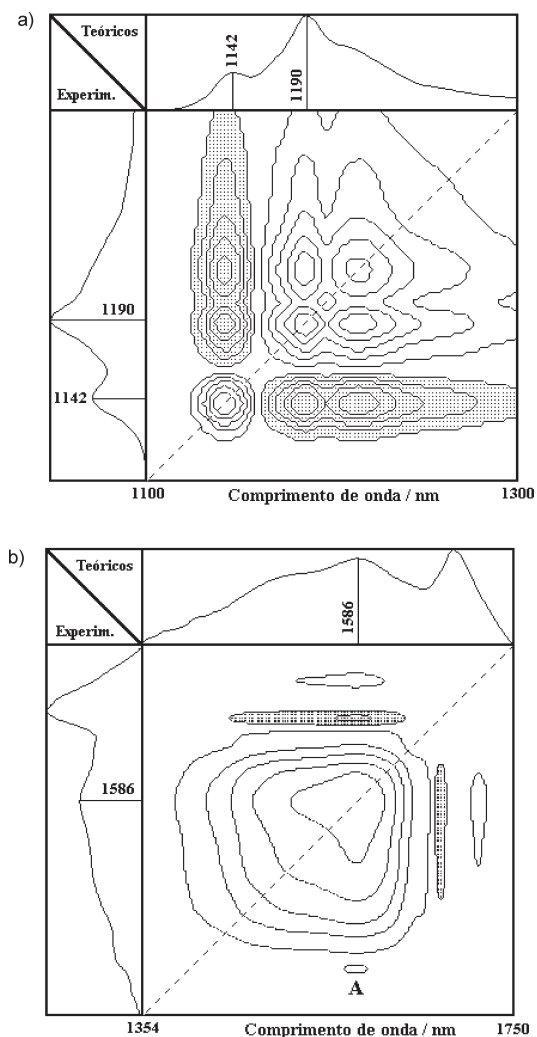 a)
Teóricos
Experim.
1142
1190
1190
1142
1100
Comprimento de onda / nm
1300
b)
Teóricos
Experim.
1586
1586
A
1354
Comprimento de onda / nm
1750